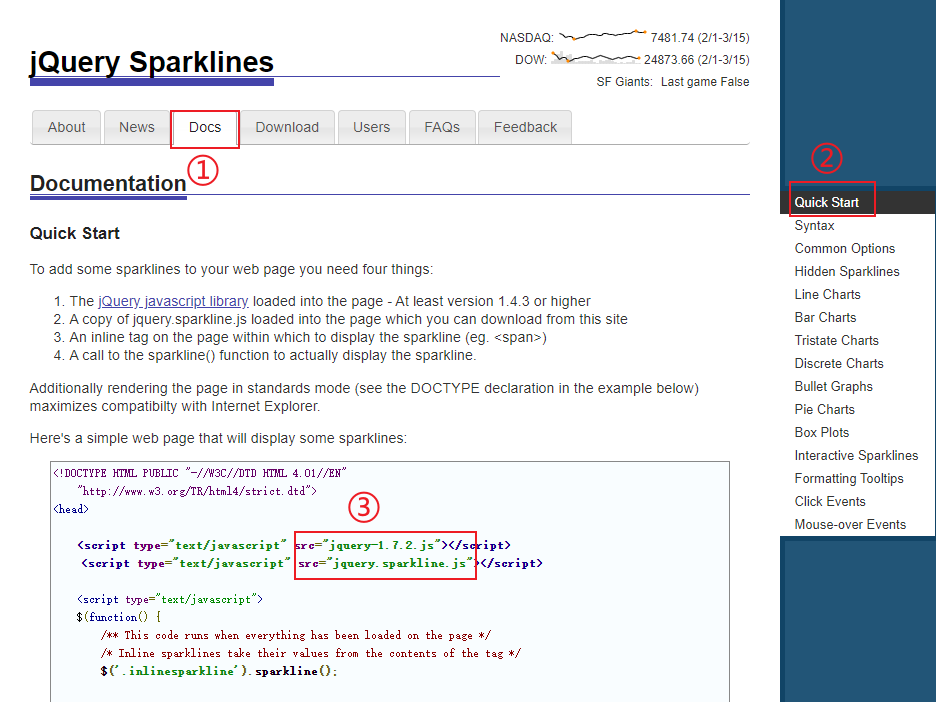 jQuery Sparklines
NASDAQ: 7481.74 (2/1-3/15)
DOW: 24873.66 (2/1-3/15)
SF Giants: Last game False
About News Docs Download Users FAQs Feedback
①
Documentation
Quick Start
To add some sparklines to your web page you need four things:
1. The jQuery javascript library loaded into the page - At least version 1.4.3 or higher
2. A copy of jquery.sparkline.js loaded into the page which you can download from this site
3. An inline tag on the page within which to display the sparkline (eg. <span>)
4. A call to the sparkline() function to actually display the sparkline.
Additionally rendering the page in standards mode (see the DOCTYPE declaration in the example below)
maximizes compatibilty with Internet Explorer.
Here's a simple web page that will display some sparklines:
<!DOCTYPE HTML PUBLIC "-//W3C//DTD HTML 4.01//EN"
"http://www.w3.org/TR/html4/strict.dtd">
<head>
③
<script type="text/javascript" src="jquery-1.7.2.js"></script>
<script type="text/javascript" src="jquery.sparkline.js"></script>
<script type="text/javascript">
$(function() {
/** This code runs when everything has been loaded on the page */
/* Inline sparklines take their values from the contents of the tag */
$('.inlinesparkline').sparkline();
②
Quick Start
Syntax
Common Options
Hidden Sparklines
Line Charts
Bar Charts
Tristate Charts
Discrete Charts
Bullet Graphs
Pie Charts
Box Plots
Interactive Sparklines
Formatting Tooltips
Click Events
Mouse-over Events